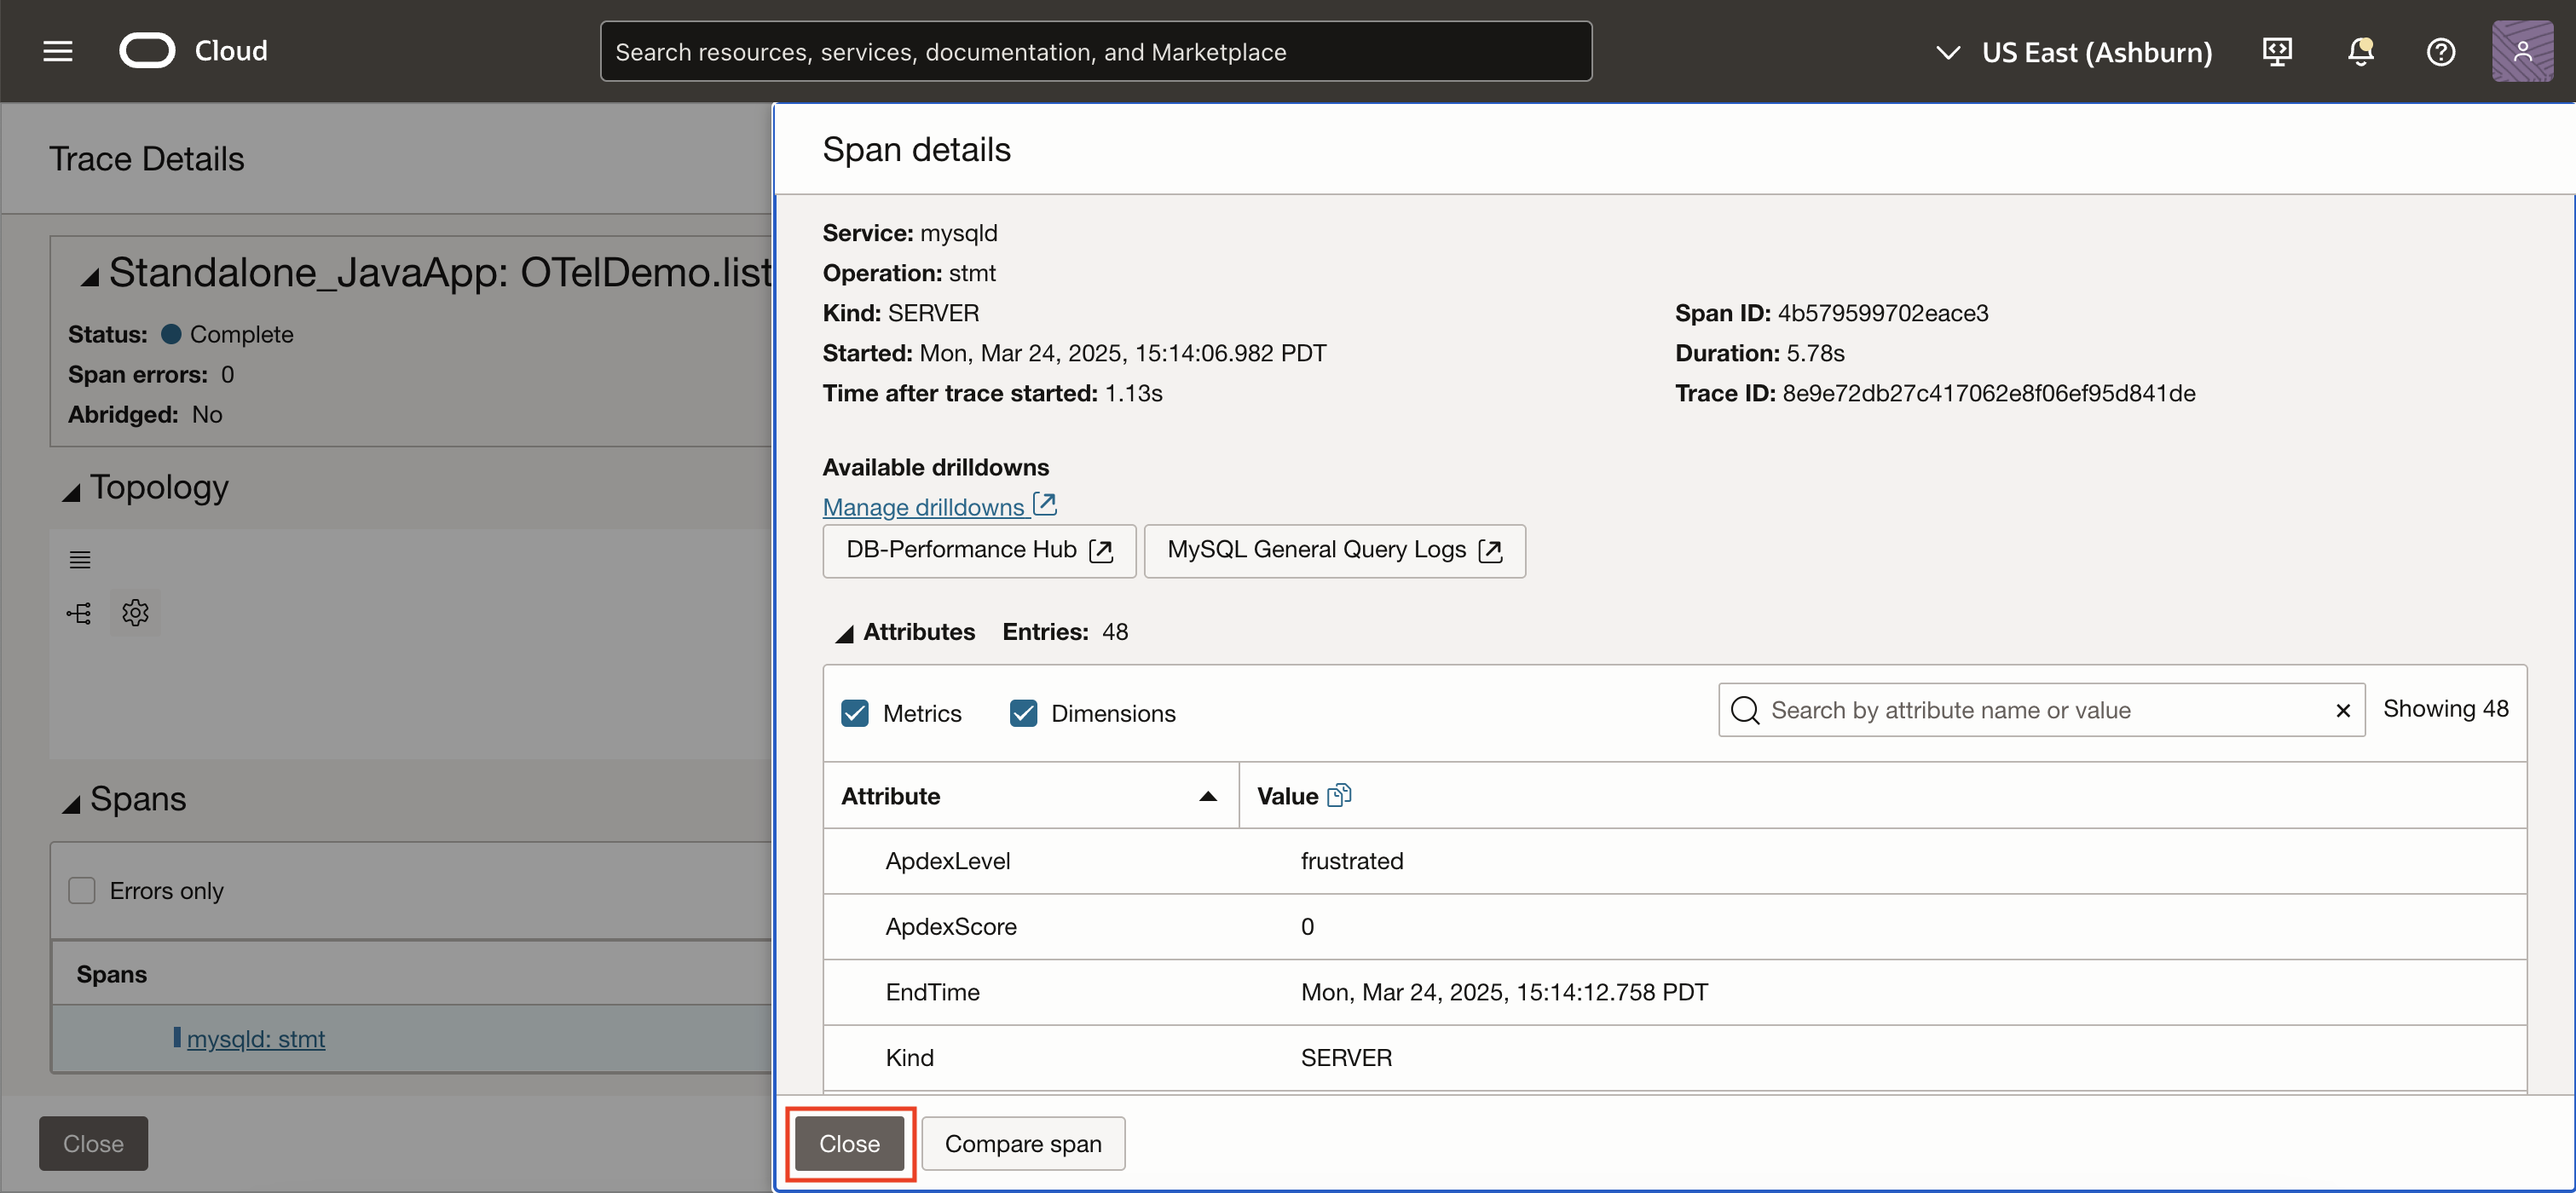 Cloud
Search resources, services, documentation, and Marketplace
US East (Ashburn)
Trace Details
Standalone_JavaApp: OTelDemo.list
Status: Complete
Span errors: 0
Abridged: No
Topology
Spans
Errors only
Spans
mysqld: stmt
Close
Span details
Service: mysqld
Operation: stmt
Kind: SERVER
Span ID: 4b579599702eace3
Started: Mon, Mar 24, 2025, 15:14:06.982 PDT
Duration: 5.78s
Time after trace started: 1.13s
Trace ID: 8e9e72db27c417062e8f06ef95d841de
Available drilldowns
Manage drilldowns
DB-Performance Hub
MySQL General Query Logs
Attributes Entries: 48
Metrics
Dimensions
Search by attribute name or value
Showing 48
Attribute Value
ApdexLevel frustrated
ApdexScore 0
EndTime Mon, Mar 24, 2025, 15:14:12.758 PDT
Kind SERVER
Close
Compare span